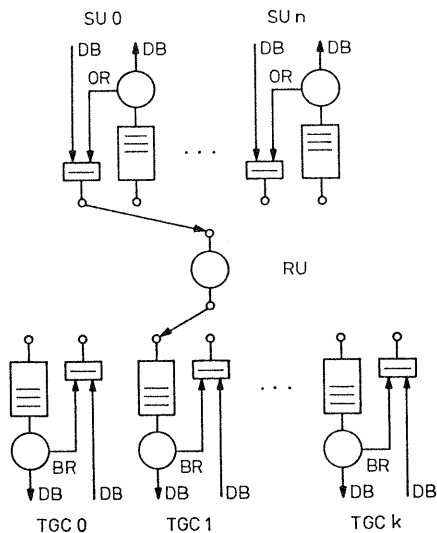 SU 0 SU n
DB DB DB DB
OR OR
. . .
RU
. . .
BR BR BR
DB DB DB DB DB DB
TGC 0 TGC 1 TGC k